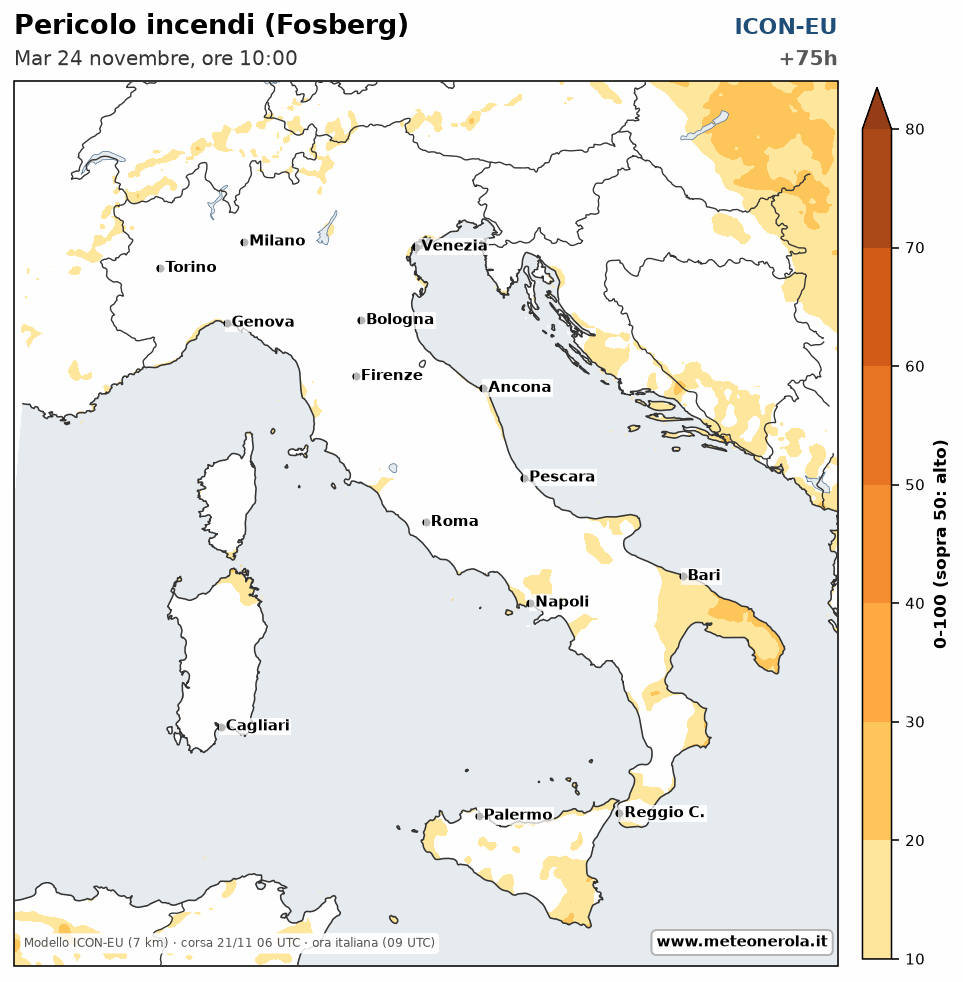 Pericolo incendi (Fosberg)
ICON-EU
Mar 24 novembre, ore 10:00
+75h
Milano
Venezia
Torino
Genova
Bologna
Firenze
Ancona
Pescara
Roma
Bari
Napoli
Cagliari
Palermo
Reggio C.
80
70
60
50
40
30
20
10
0-100 (sopra 50: alto)
Modello ICON-EU (7 km) · corsa 21/11 06 UTC · ora italiana (09 UTC)
www.meteonerola.it